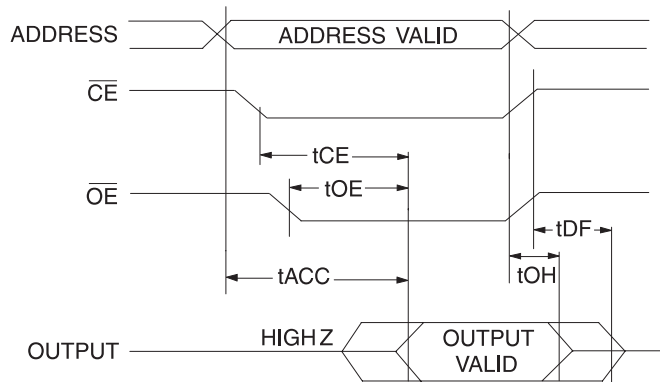 ADDRESS
ADDRESS VALID
CE
tCE
tOE
OE
tDF
tACC
tOH
HIGH Z
OUTPUT
OUTPUT
VALID